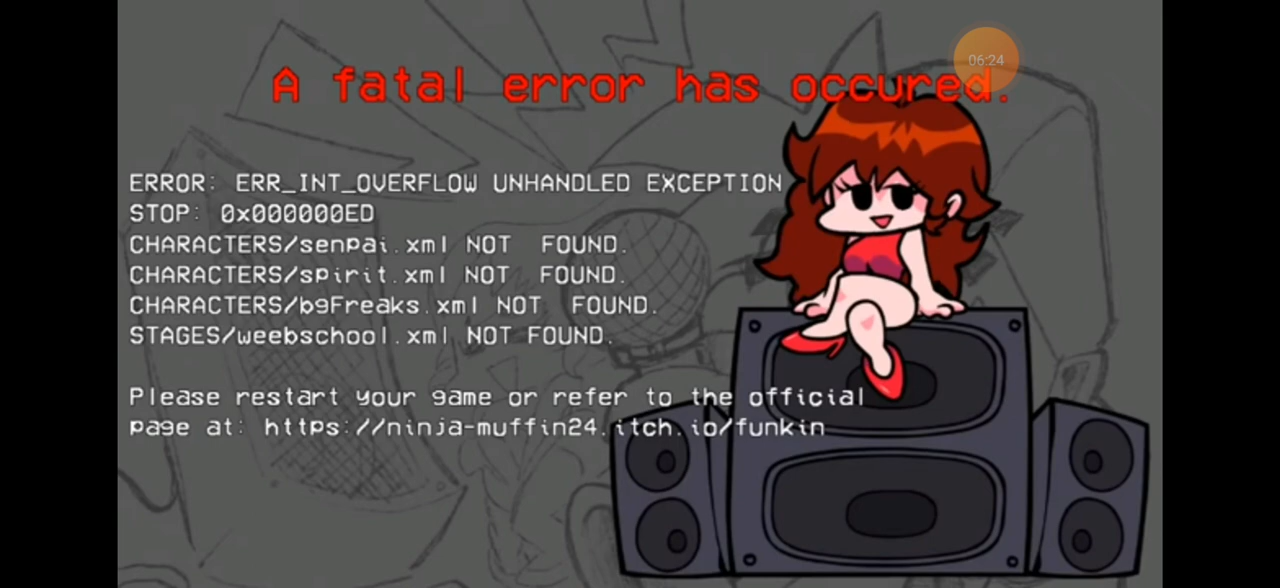 06:24
A fatal error has occured.
ERROR: ERR_INT_OVERFLOW UNHANDLED EXCEPTION
STOP: 0x000000ED
CHARACTERS/senpai.xml NOT FOUND.
CHARACTERS/spirit.xml NOT FOUND.
CHARACTERS/bgFreaks.xml NOT FOUND.
STAGES/weebschool.xml NOT FOUND.
Please restart your game or refer to the official
page at: https://ninja-muffin24.itch.io/funkin